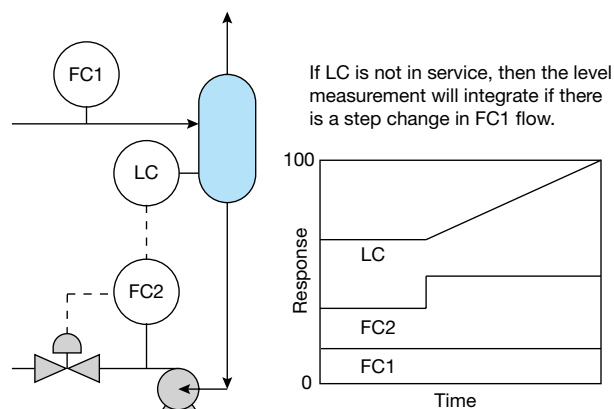 FC1
If LC is not in service, then the level
measurement will integrate if there
is a step change in FC1 flow.
LC
100
LC
FC2
Response
FC2
FC1
0
Time